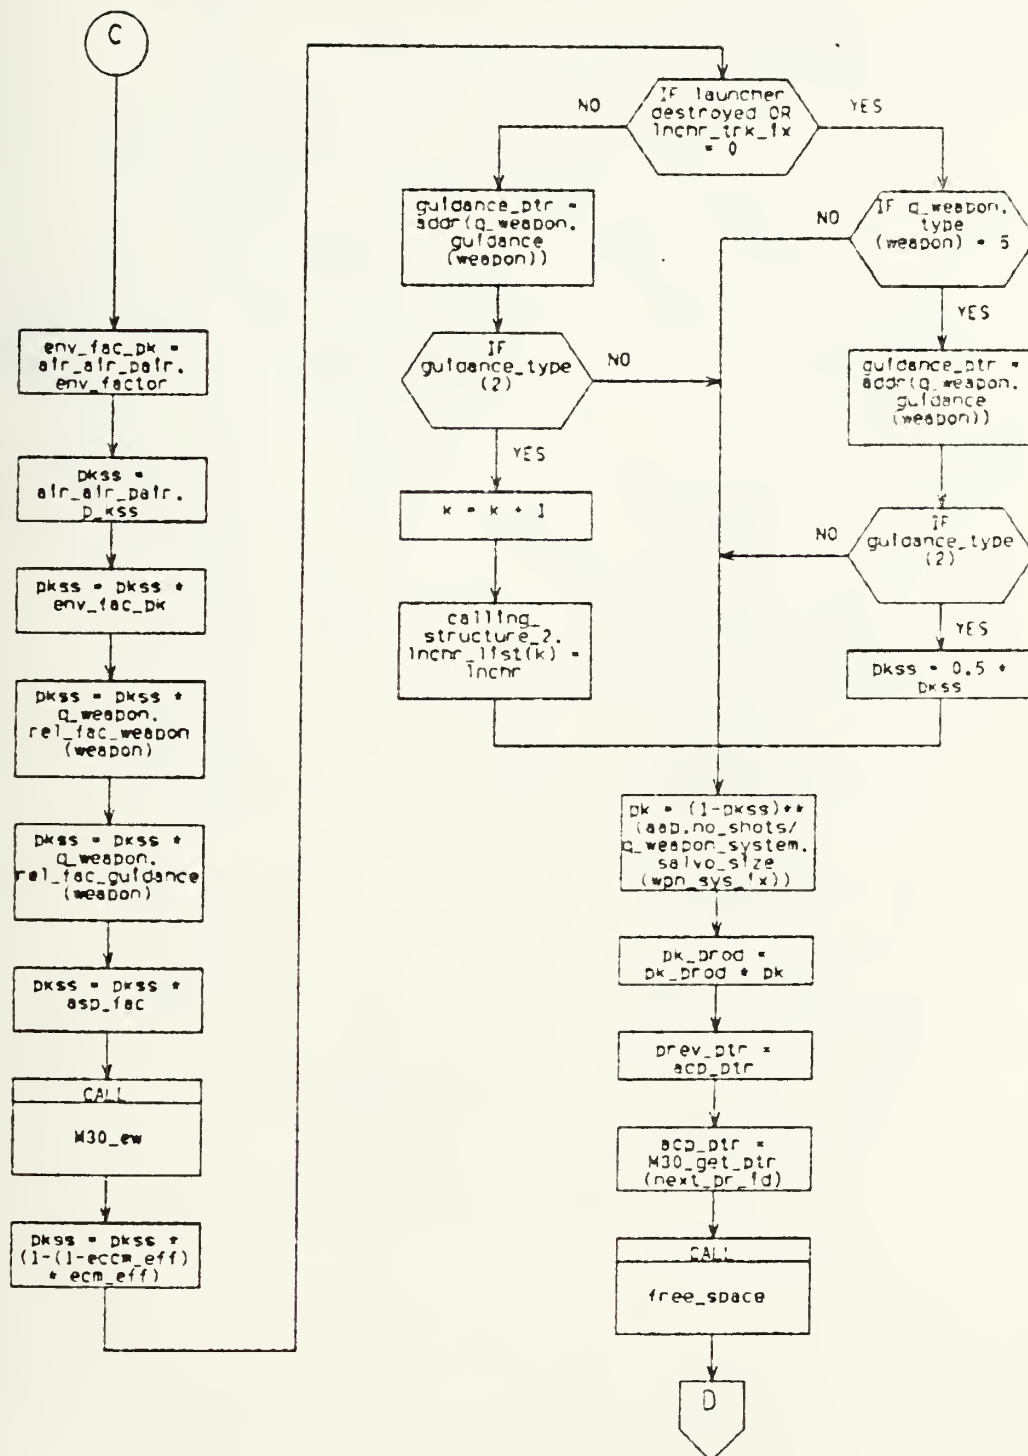 C
env_fac_pk =
air_air_pair.
env_factor
pkss =
air_air_pair.
p_kss
pkss = pkss *
env_fac_pk
pkss = pkss *
q_weapon.
rel_fac_weapon
(weapon)
pkss = pkss *
q_weapon.
rel_fac_guidance
(weapon)
pkss = pkss *
asp_fac
CALL
M30_ew
pkss = pkss *
(1-(1-eccm_eff)
* ecm_eff)
IF launcher
destroyed OR
lnchr_trk_ix
= 0
NO
YES
guidance_ptr =
addr(q_weapon.
guidance
(weapon))
IF
guidance_type
(2)
NO
YES
k = k + 1
calling_
structure_2.
lnchr_list(k) =
lnchr
IF q_weapon.
type
(weapon) = 5
NO
YES
guidance_ptr =
addr(q_weapon.
guidance
(weapon))
IF
guidance_type
(2)
NO
YES
pkss = 0.5 *
pkss
pk = (1-pkss)**
(aap.no_shots/
q_weapon_system.
salvo_size
(wpn_sys_ix))
pk_prod =
pk_prod * pk
prev_ptr =
acp_ptr
acp_ptr =
M30_get_ptr
(next_pr_id)
CALL
free_space
D